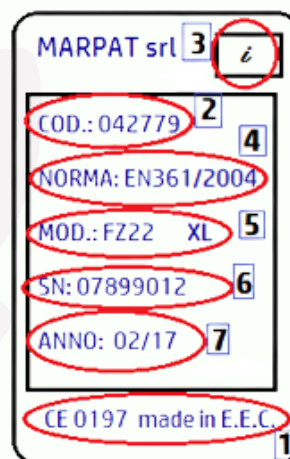 MARPAT srl 3 i
COD.: 042779 2
4
NORMA: EN361/2004
MOD.: FZ22 XL 5
SN: 07899012 6
ANNO: 02/17 7
CE 0197 made in E.E.C.
1